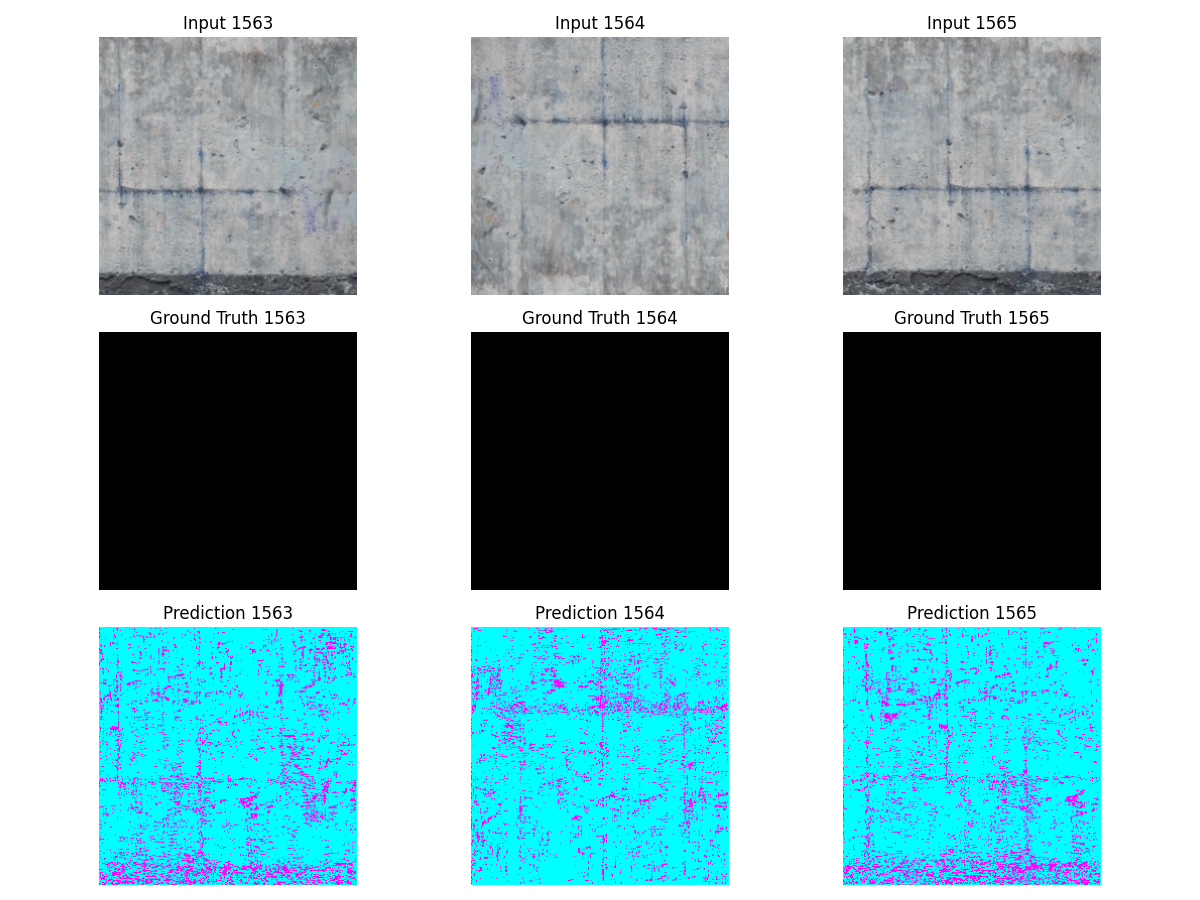 Input 1563
Input 1564
Input 1565
Ground Truth 1563
Ground Truth 1564
Ground Truth 1565
Prediction 1563
Prediction 1564
Prediction 1565